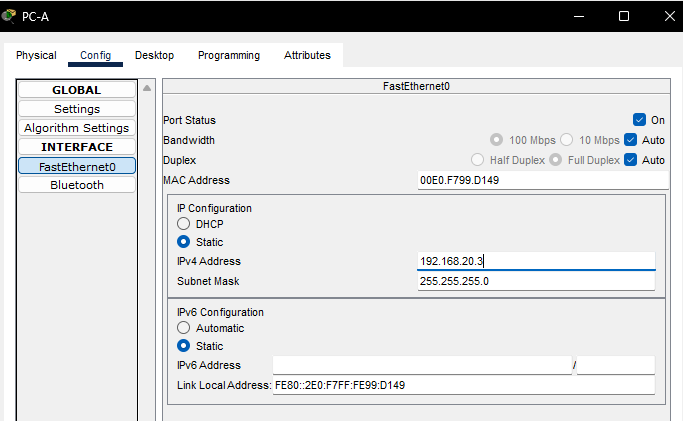 PC-A
Physical Config Desktop Programming Attributes
GLOBAL
Settings
Algorithm Settings
INTERFACE
FastEthernet0
Bluetooth
FastEthernet0
Port Status On
Bandwidth 100 Mbps 10 Mbps Auto
Duplex Half Duplex Full Duplex Auto
MAC Address 00E0.F799.D149
IP Configuration
DHCP
Static
IPv4 Address 192.168.20.3
Subnet Mask 255.255.255.0
IPv6 Configuration
Automatic
Static
IPv6 Address /
Link Local Address: FE80::2E0:F7FF:FE99:D149